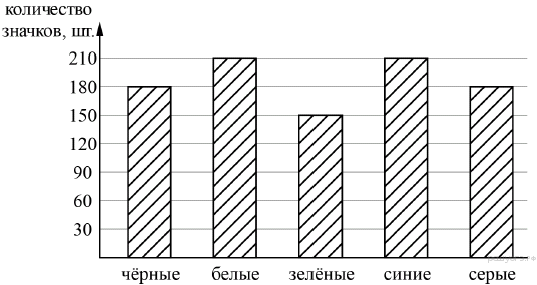 количество
значков, шт.
210
180
150
120
90
60
30
чёрные белые зелёные синие серые